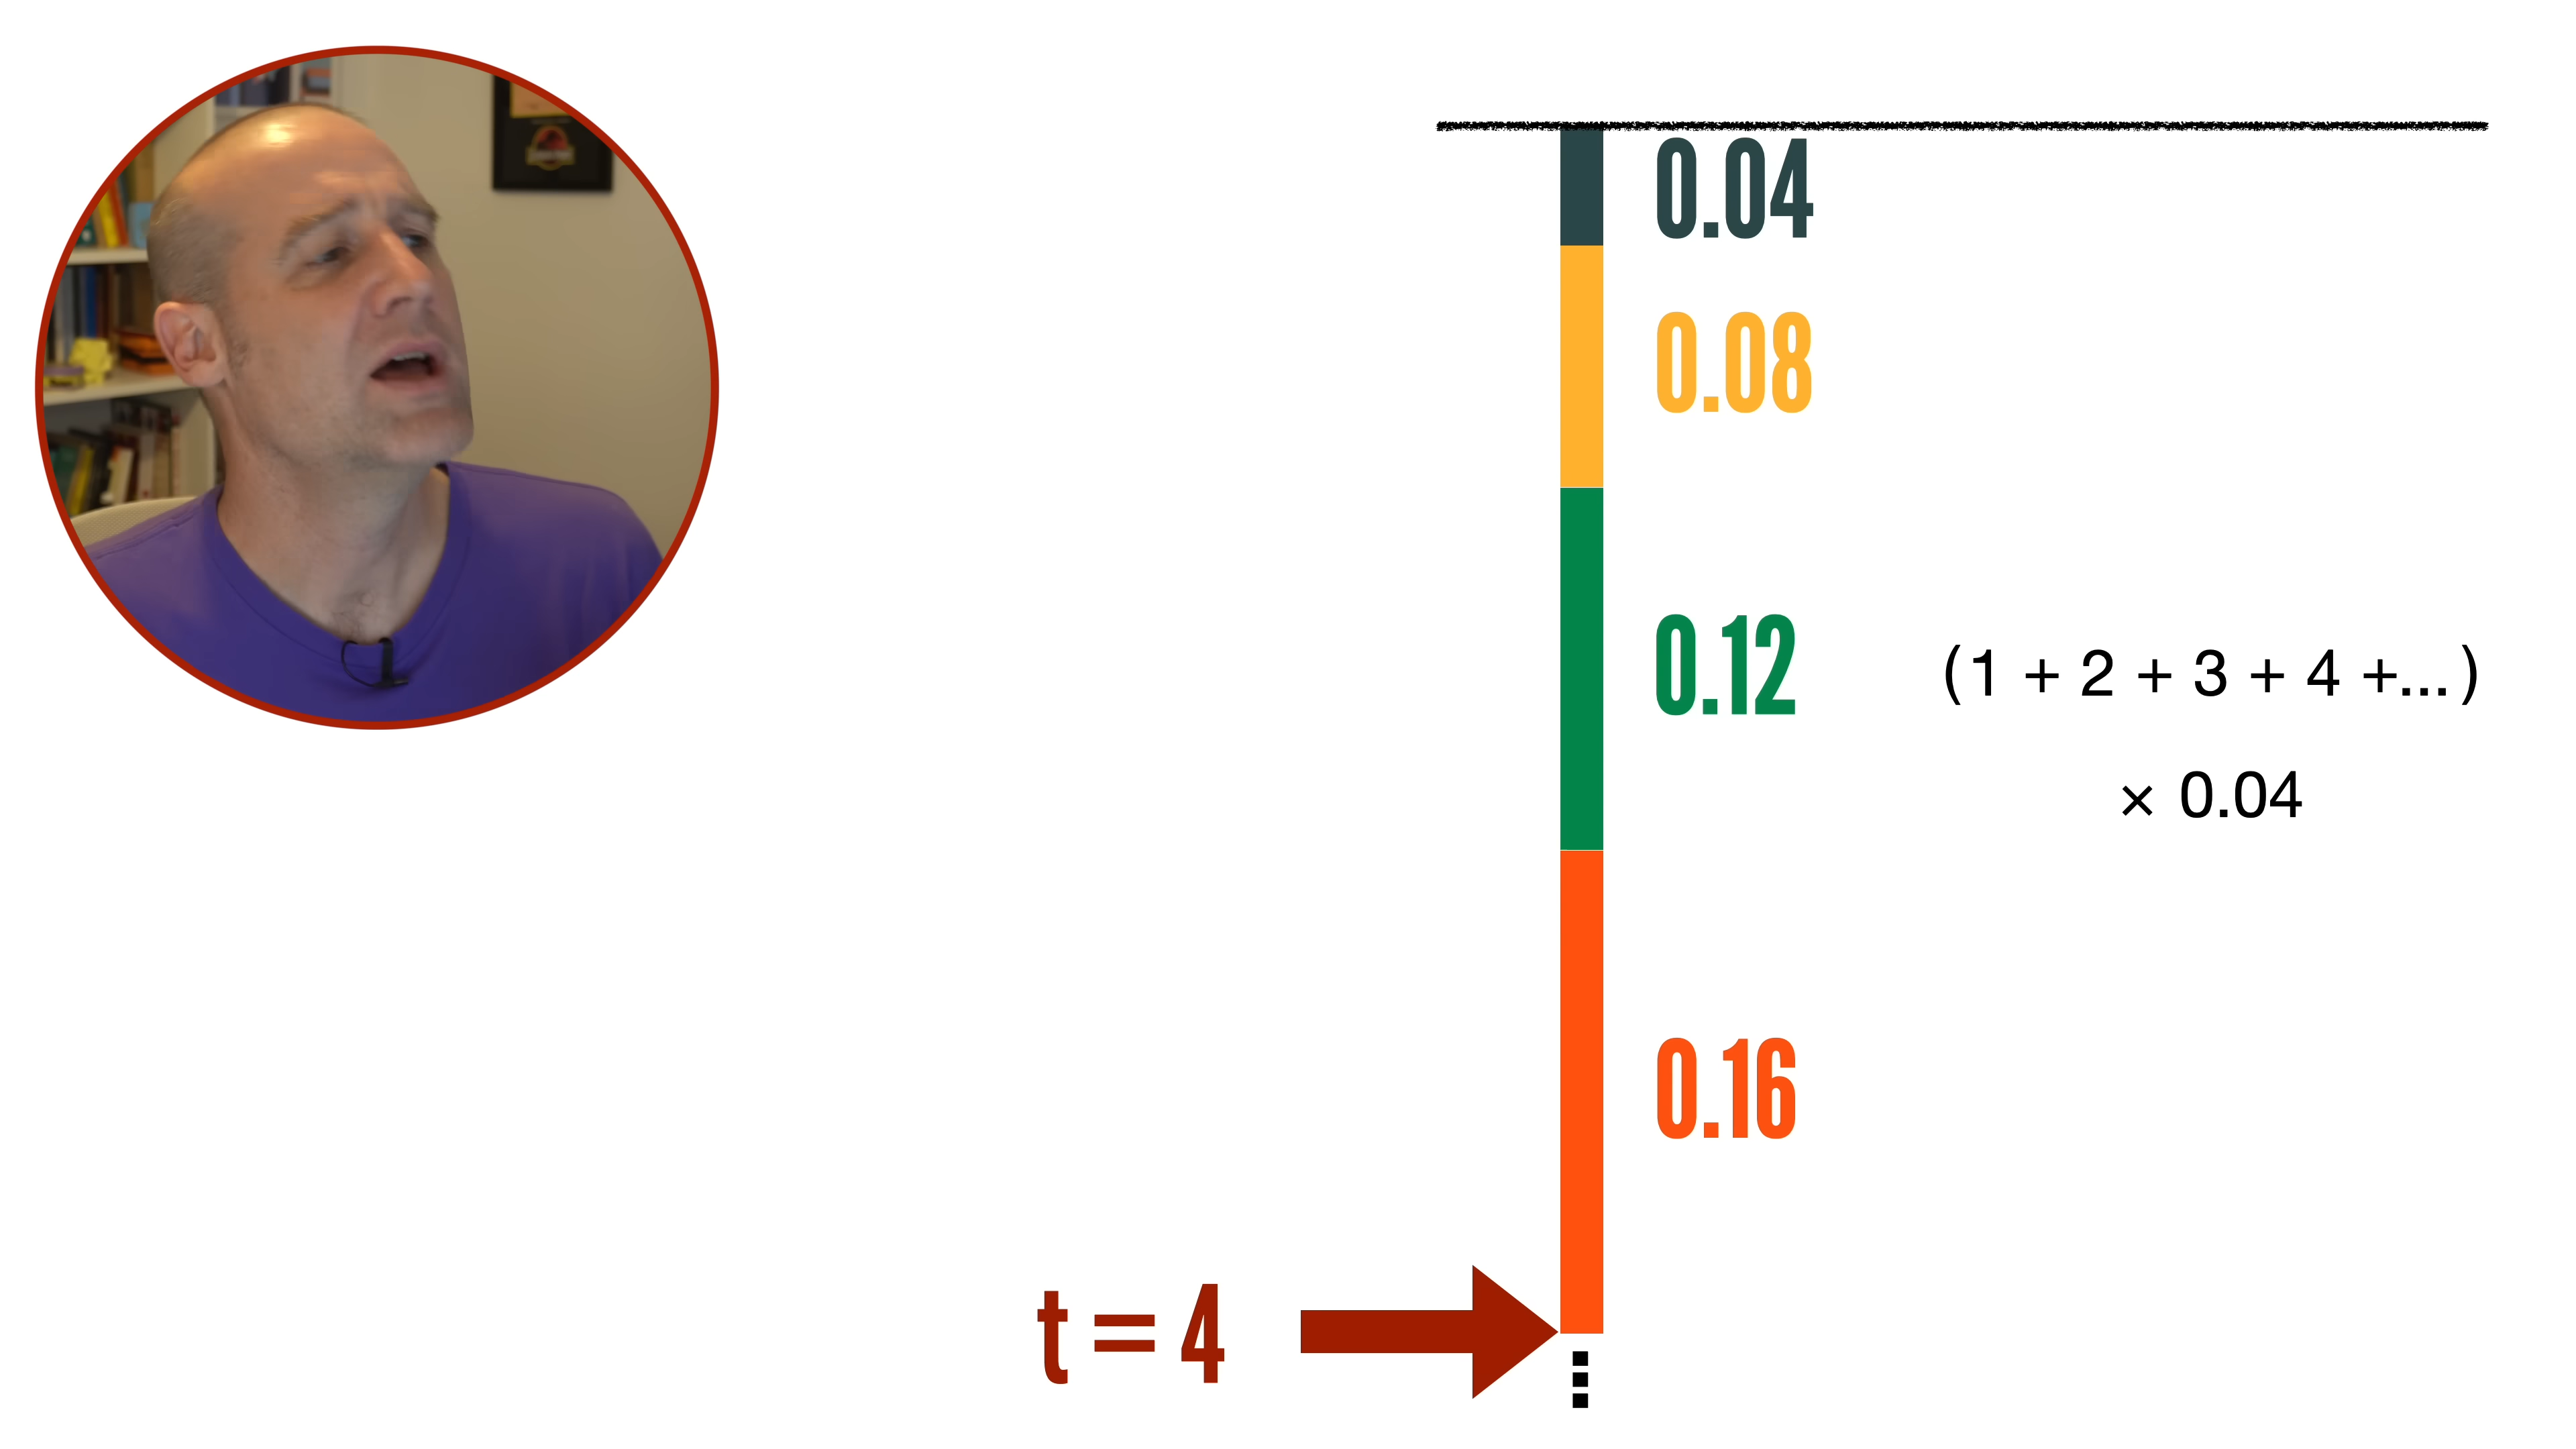 0.04
0.08
0.12
(1 + 2 + 3 + 4 +...)
× 0.04
0.16
t = 4